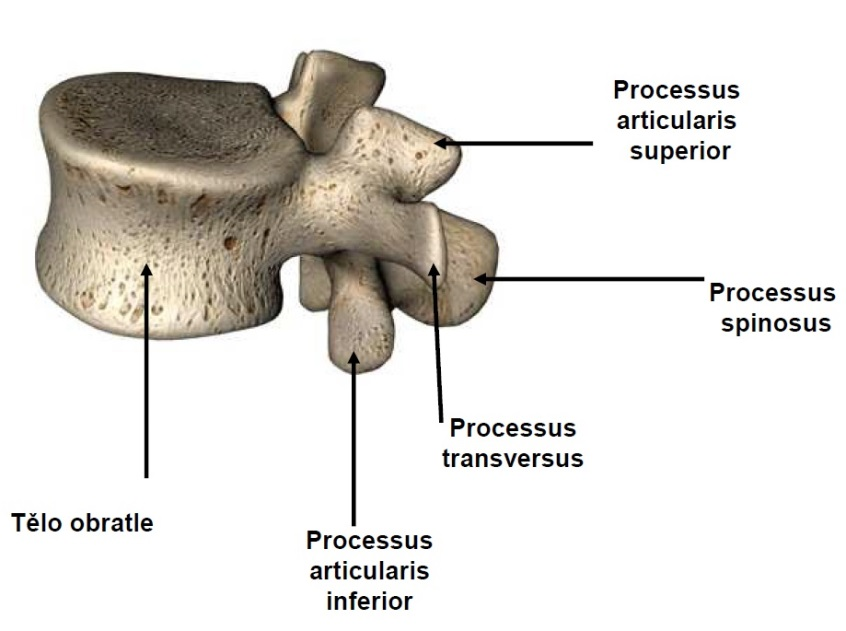 Processus
articularis
superior
Processus
spinosus
Processus
transversus
Tělo obratle
Processus
articularis
inferior